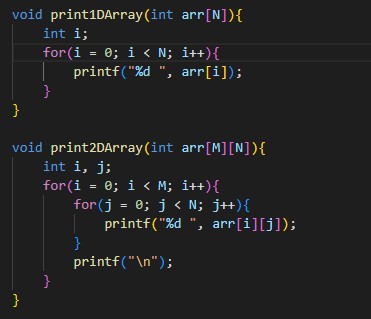 void print1DArray(int arr[N]){
    int i;
    for(i = 0; i < N; i++){
        printf("%d ", arr[i]);
    }
}

void print2DArray(int arr[M][N]){
    int i, j;
    for(i = 0; i < M; i++){
        for(j = 0; j < N; j++){
            printf("%d ", arr[i][j]);
        }
        printf("\n");
    }
}